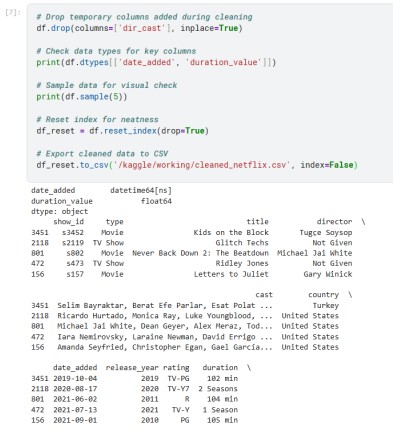 [7]:
# Drop temporary columns added during cleaning
df.drop(columns=['dir_cast'], inplace=True)
# Check data types for key columns
print(df.dtypes[['date_added', 'duration_value']])
# Sample data for visual check
print(df.sample(5))
# Reset index for neatness
df_reset = df.reset_index(drop=True)
# Export cleaned data to CSV
df_reset.to_csv('/kaggle/working/cleaned_netflix.csv', index=False)
date_added datetime64[ns]
duration_value float64
dtype: object
show_id type title director \
3451 s3452 Movie Kids on the Block Tugce Soysop
2118 s2119 TV Show Glitch Techs Not Given
801 s802 Movie Never Back Down 2: The Beatdown Michael Jai White
472 s473 TV Show Ridley Jones Not Given
156 s157 Movie Letters to Juliet Gary Winick
cast country \
3451 Selim Bayraktar, Berat Efe Parlar, Esat Polat ... Turkey
2118 Ricardo Hurtado, Monica Ray, Luke Youngblood, ... United States
801 Michael Jai White, Dean Geyer, Alex Meraz, Tod... United States
472 Iara Nemirovsky, Laraine Newman, David Errigo ... United States
156 Amanda Seyfried, Christopher Egan, Gael García... United States
date_added release_year rating duration \
3451 2019-10-04 2019 TV-PG 102 min
2118 2020-08-17 2020 TV-Y7 2 Seasons
801 2021-06-02 2011 R 104 min
472 2021-07-13 2021 TV-Y 1 Season
156 2021-09-01 2010 PG 105 min